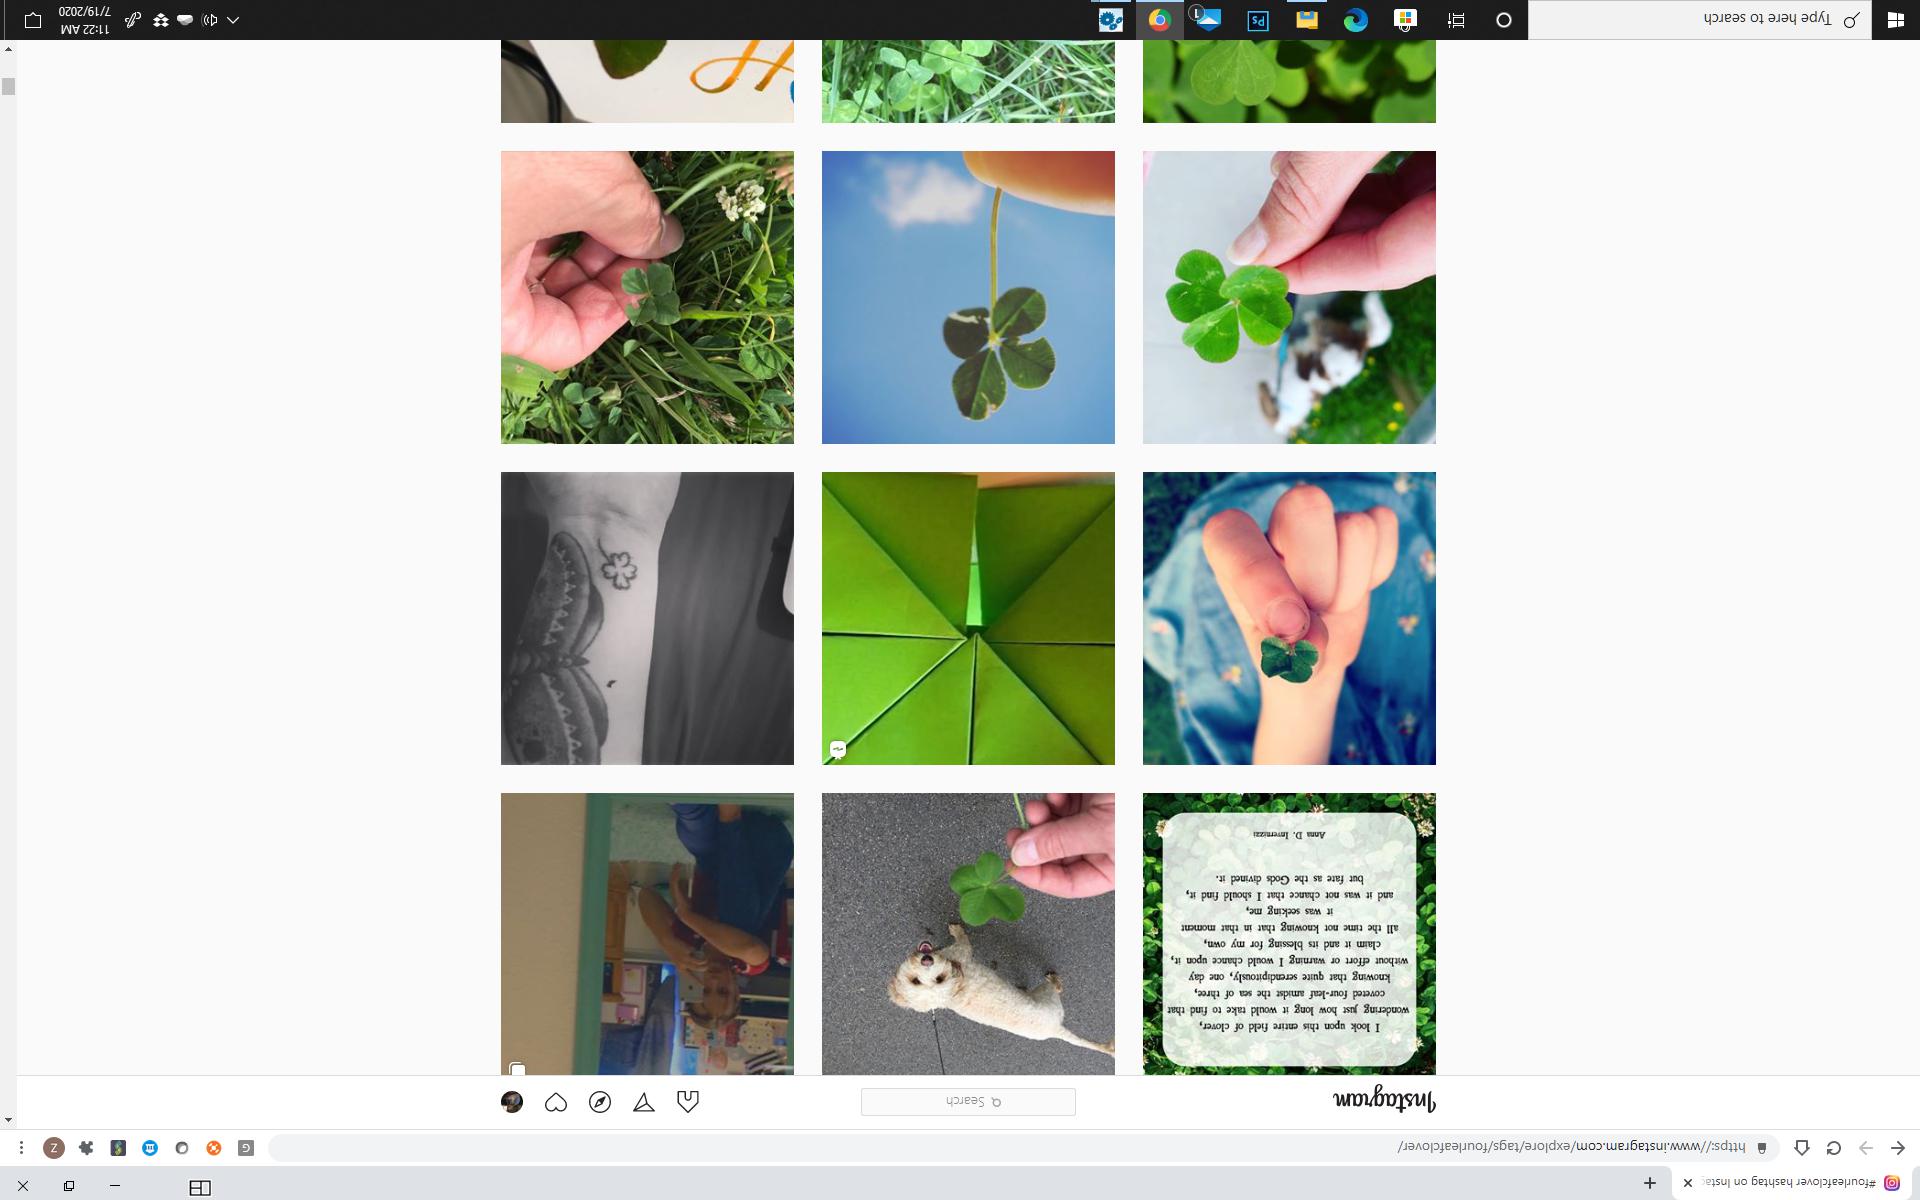 #fourleafclover hashtag on Insta
https://www.instagram.com/explore/tags/fourleafclover/
G
Z
Instagram
Search
I look upon this entire field of clover,
wondering just how long it would take to find that
coveted four-leaf amidst the sea of three,
knowing that quite serendipitously, one day
without effort or warning I would chance upon it,
claim it and its blessing for my own,
all the time not knowing that in that moment
it was seeking me,
and it was not chance that I should find it,
but fate as the Gods divined it.
Anna D. Invernizzi
Type here to search
Ps
1
11:22 AM
7/19/2020